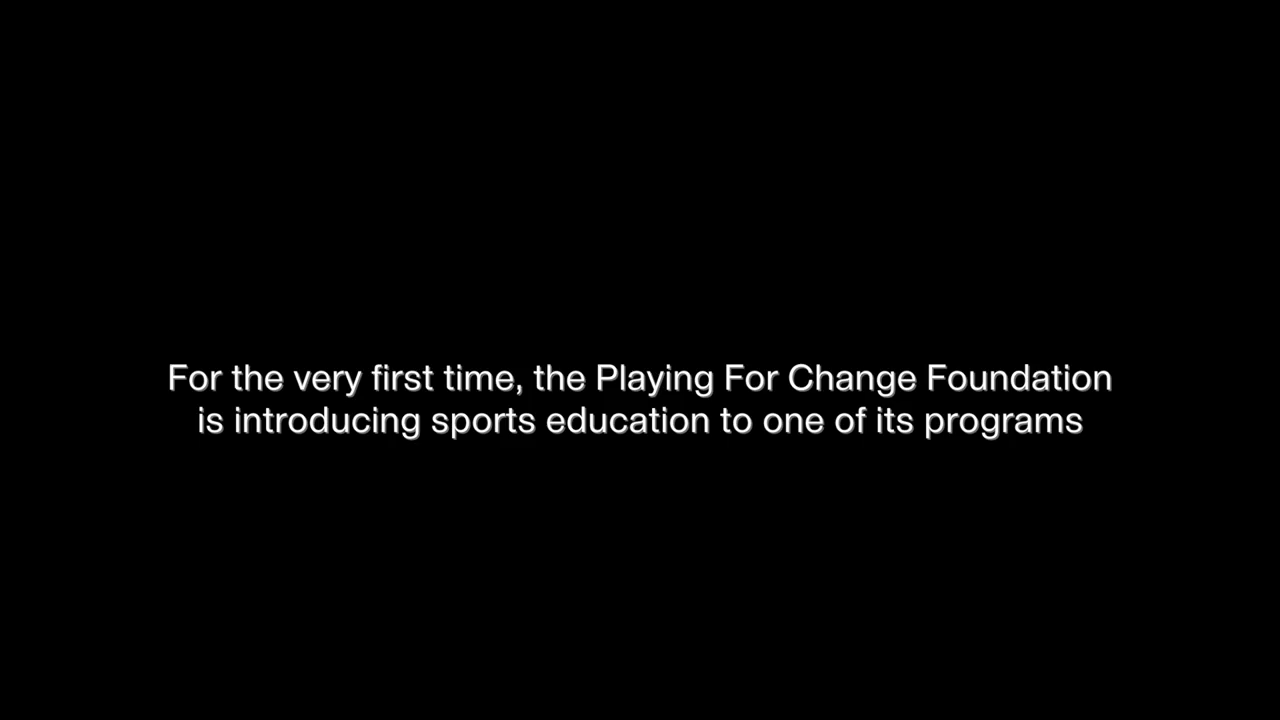 For the very first time, the Playing For Change Foundation
is introducing sports education to one of its programs